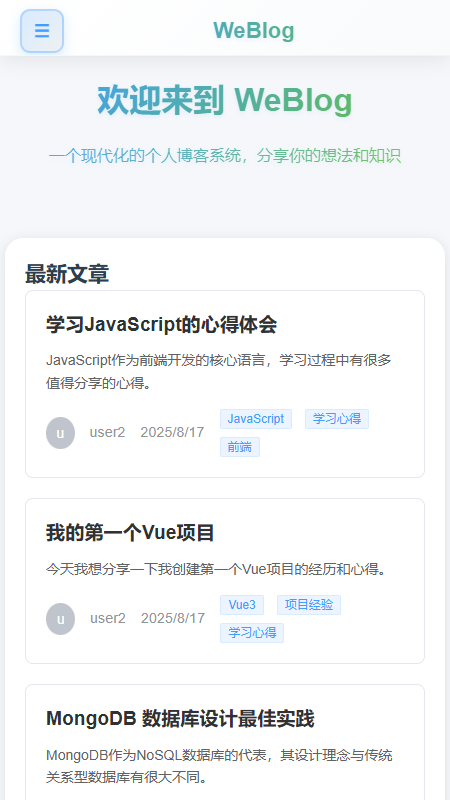 ☰
WeBlog
欢迎来到 WeBlog
一个现代化的个人博客系统，分享你的想法和知识
最新文章
学习JavaScript的心得体会
JavaScript作为前端开发的核心语言，学习过程中有很多
值得分享的心得。
u user2 2025/8/17 JavaScript 学习心得
前端
我的第一个Vue项目
今天我想分享一下我创建第一个Vue项目的经历和心得。
u user2 2025/8/17 Vue3 项目经验
学习心得
MongoDB 数据库设计最佳实践
MongoDB作为NoSQL数据库的代表，其设计理念与传统
关系型数据库有很大不同。